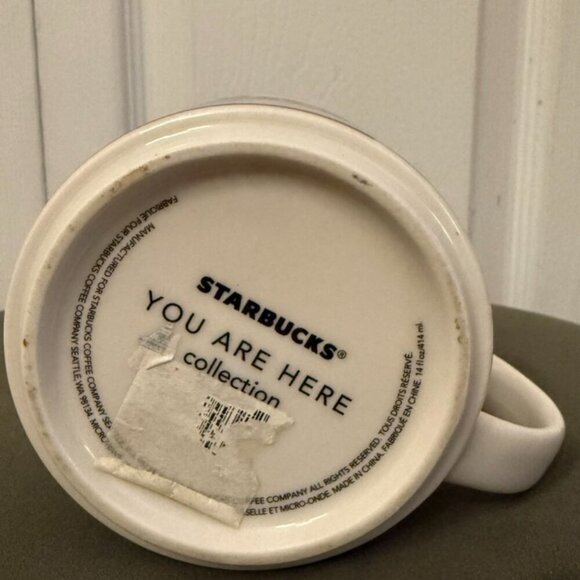 STARBUCKS®
YOU ARE HERE
collection
FABRIQUÉ POUR STARBUCKS COFFEE COMPANY SEATTLE, WA 98134
MANUFACTURED FOR STARBUCKS COFFEE COMPANY
COFFEE COMPANY ALL RIGHTS RESERVED. TOUS DROITS RÉSERVÉ.
ET MICRO-ONDE. MADE IN CHINA. FABRIQUÉ EN CHINE. 14 fl oz/414 ml